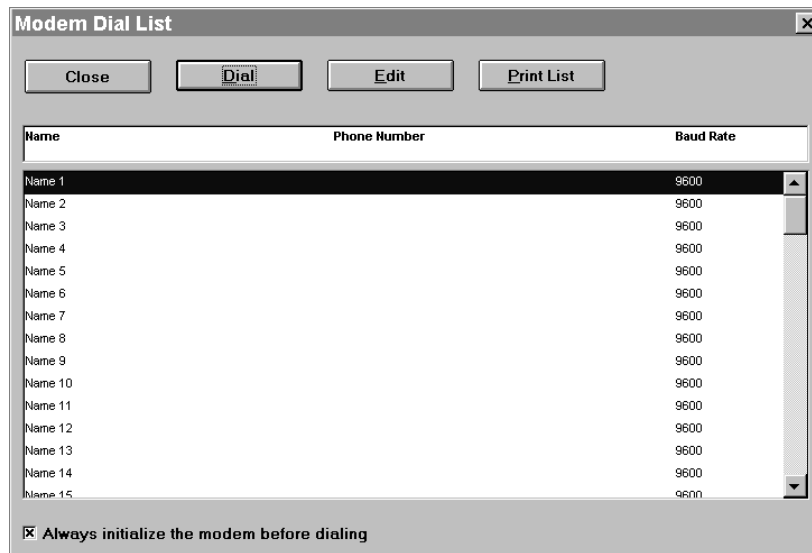 Modem Dial List
Close Dial Edit Print List
Name Phone Number Baud Rate
Name 1 9600
Name 2 9600
Name 3 9600
Name 4 9600
Name 5 9600
Name 6 9600
Name 7 9600
Name 8 9600
Name 9 9600
Name 10 9600
Name 11 9600
Name 12 9600
Name 13 9600
Name 14 9600
Name 15 9600
Always initialize the modem before dialing